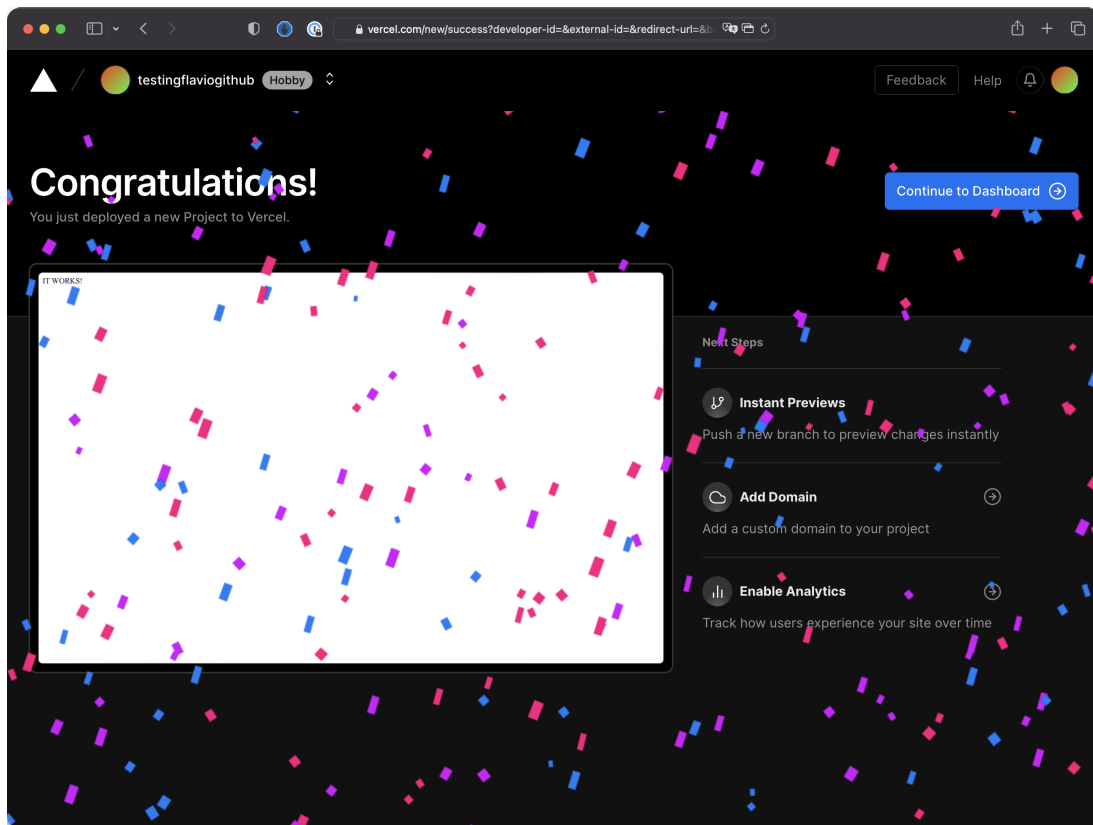 vercel.com/new/success?developer-id=&external-id=&redirect-url=&b
testingflaviogithub Hobby
Feedback Help
Congratulations!
Continue to Dashboard
You just deployed a new Project to Vercel.
IT WORKS!
Next Steps
Instant Previews
Push a new branch to preview changes instantly
Add Domain
Add a custom domain to your project
Enable Analytics
Track how users experience your site over time